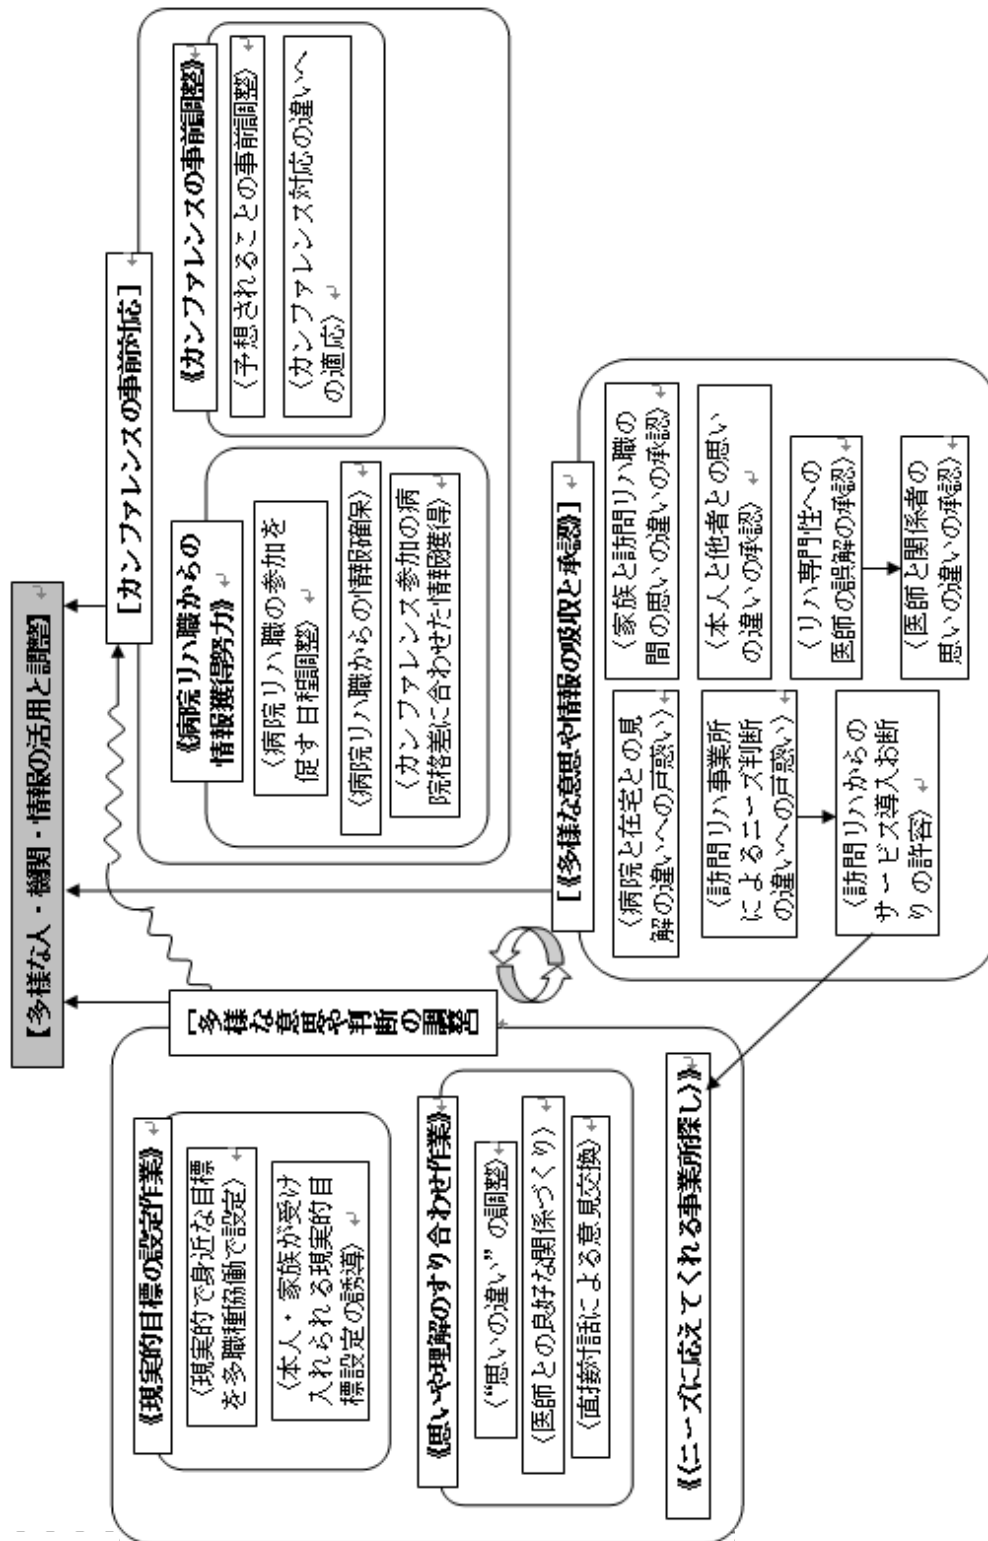 【多様な人・機関・情報の活用と調整】
［多様な意思や判断の調整］
《現実的目標の設定作業》
〈現実的で身近な目標
を多職種協働で設定〉
〈本人・家族が受け
入れられる現実的目
標設定の誘導〉
《思いや理解のすり合わせ作業》
〈“思いの違い”の調整〉
〈医師との良好な関係づくり〉
〈直接対話による意見交換〉
《〈ニーズに応えてくれる事業所探し〉》
［カンファレンスの事前対応］
《病院リハ職からの
情報獲得努力》
〈病院リハ職の参加を
促す日程調整〉
〈病院リハ職からの情報確保〉
〈カンファレンス参加の病
院格差に合わせた情報獲得〉
《カンファレンスの事前調整》
〈予想されることの事前調整〉
〈カンファレンス対応の違いへ
の適応〉
［《多様な意思や情報の吸収と承認》］
〈病院と在宅との見
解の違いへの戸惑い〉
〈訪問リハ事業所
によるニーズ判断
の違いへの戸惑い〉
〈訪問リハからの
サービス導入お断
りの許容〉
〈家族と訪問リハ職の
間の思いの違いの承認〉
〈本人と他者との思い
の違いの承認〉
〈リハ専門性への
医師の誤解の承認〉
〈医師と関係者の
思いの違いの承認〉